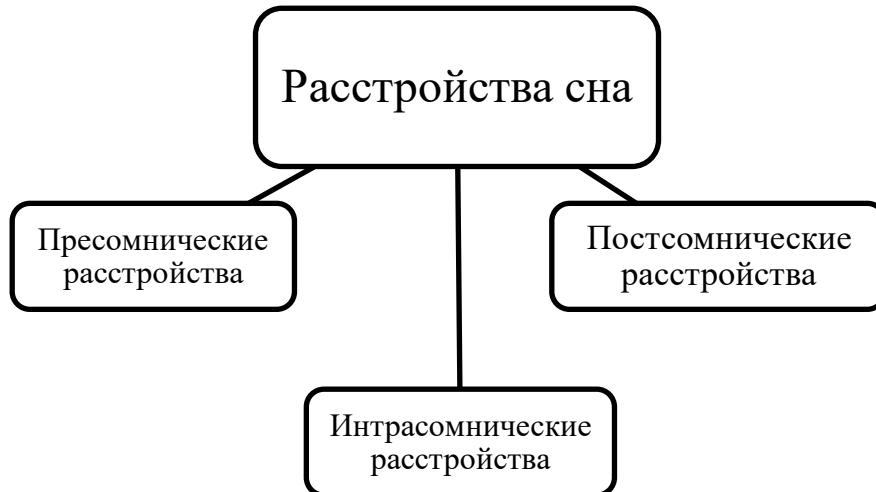 Расстройства сна
Пресомнические
расстройства
Постсомнические
расстройства
Интрасомнические
расстройства